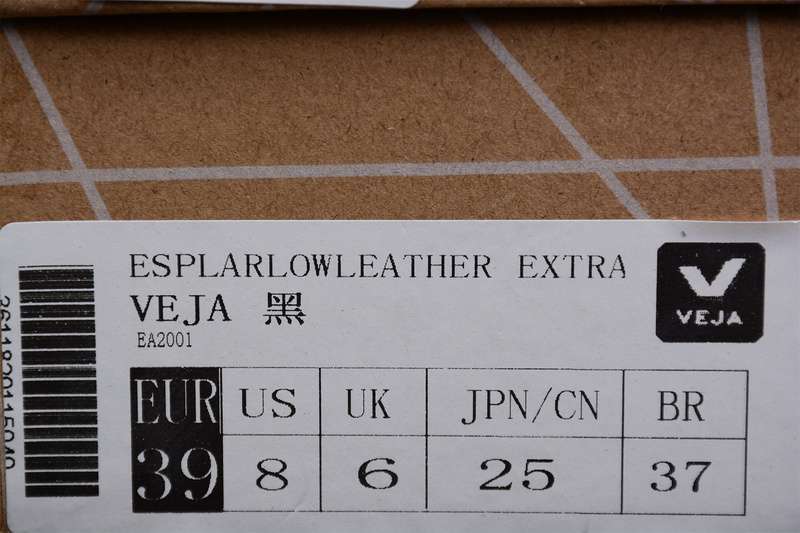 ESPLARLOWLEATHER EXTRA
VEJA 黑
EA2001
VEJA
EUR US UK JPN/CN BR
39 8 6 25 37